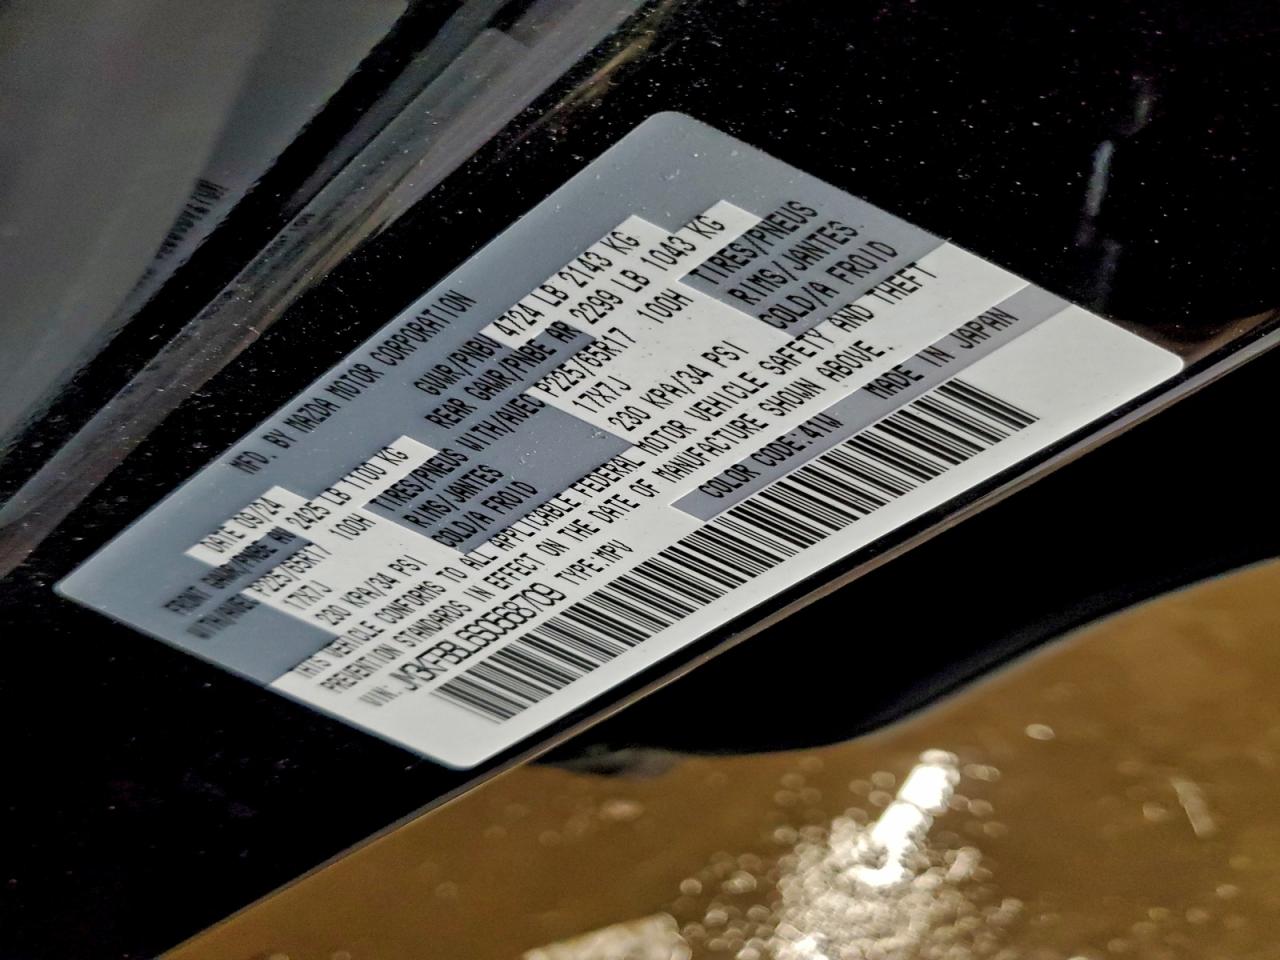 MFD. BY MAZDA MOTOR CORPORATION
DATE 09/24 GVWR/PNBV 4724 LB 2143 KG
FRONT GAWR/PNBE AV 2425 LB 1100 KG REAR GAWR/PNBE AR 2299 LB 1043 KG
WITH/AVEC P225/65R17 100H TIRES/PNEUS WITH/AVEC P225/65R17 100H TIRES/PNEUS
17X7J RIMS/JANTES 17X7J RIMS/JANTES
230 KPA/34 PSI COLD/A FROID 230 KPA/34 PSI COLD/A FROID
THIS VEHICLE CONFORMS TO ALL APPLICABLE FEDERAL MOTOR VEHICLE SAFETY AND THEFT
PREVENTION STANDARDS IN EFFECT ON THE DATE OF MANUFACTURE SHOWN ABOVE.
VIN: TYPE:MPV COLOR CODE:41W MADE IN JAPAN